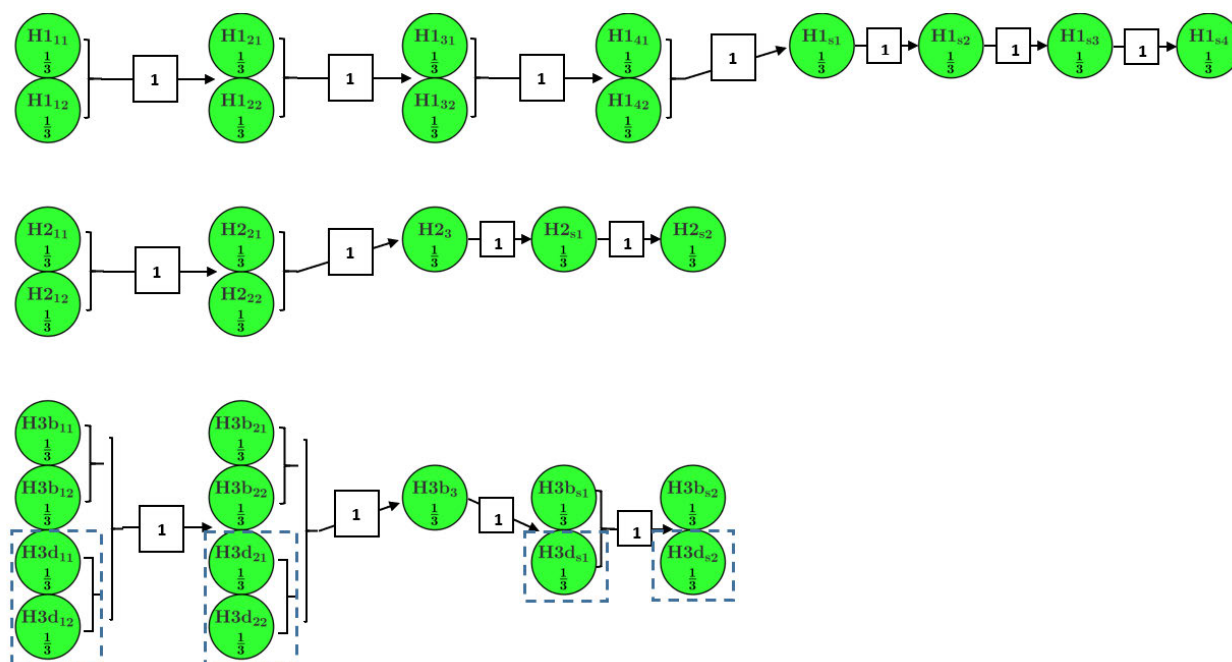 H1₁₁ H1₂₁ H1₃₁ H1₄₁ H1ₛ₁ H1ₛ₂ H1ₛ₃ H1ₛ₄
1/3 1/3 1/3 1/3 1/3 1/3 1/3 1/3
1 1 1 1 1 1 1
H1₁₂ H1₂₂ H1₃₂ H1₄₂
1/3 1/3 1/3 1/3
H2₁₁ H2₂₁ H2₃ H2ₛ₁ H2ₛ₂
1/3 1/3 1/3 1/3 1/3
1 1 1 1
H2₁₂ H2₂₂
1/3 1/3
H3b₁₁ H3b₂₁
1/3 1/3
H3b₁₂ H3b₂₂ H3b₃ H3bₛ₁ H3bₛ₂
1/3 1/3 1/3 1/3 1/3
1 1 1 1
H3d₁₁ H3d₂₁ H3dₛ₁ H3dₛ₂
1/3 1/3 1/3 1/3
H3d₁₂ H3d₂₂
1/3 1/3